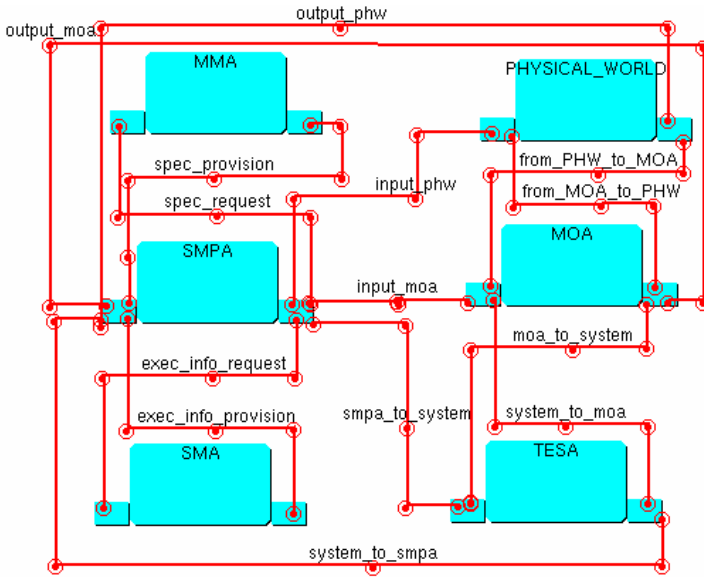 output_phw
output_moa
MMA
PHYSICAL_WORLD
spec_provision
from_PHW_to_MOA
input_phw
from_MOA_to_PHW
spec_request
SMPA
MOA
input_moa
moa_to_system
exec_info_request
exec_info_provision
smpa_to_system
system_to_moa
SMA
TESA
system_to_smpa